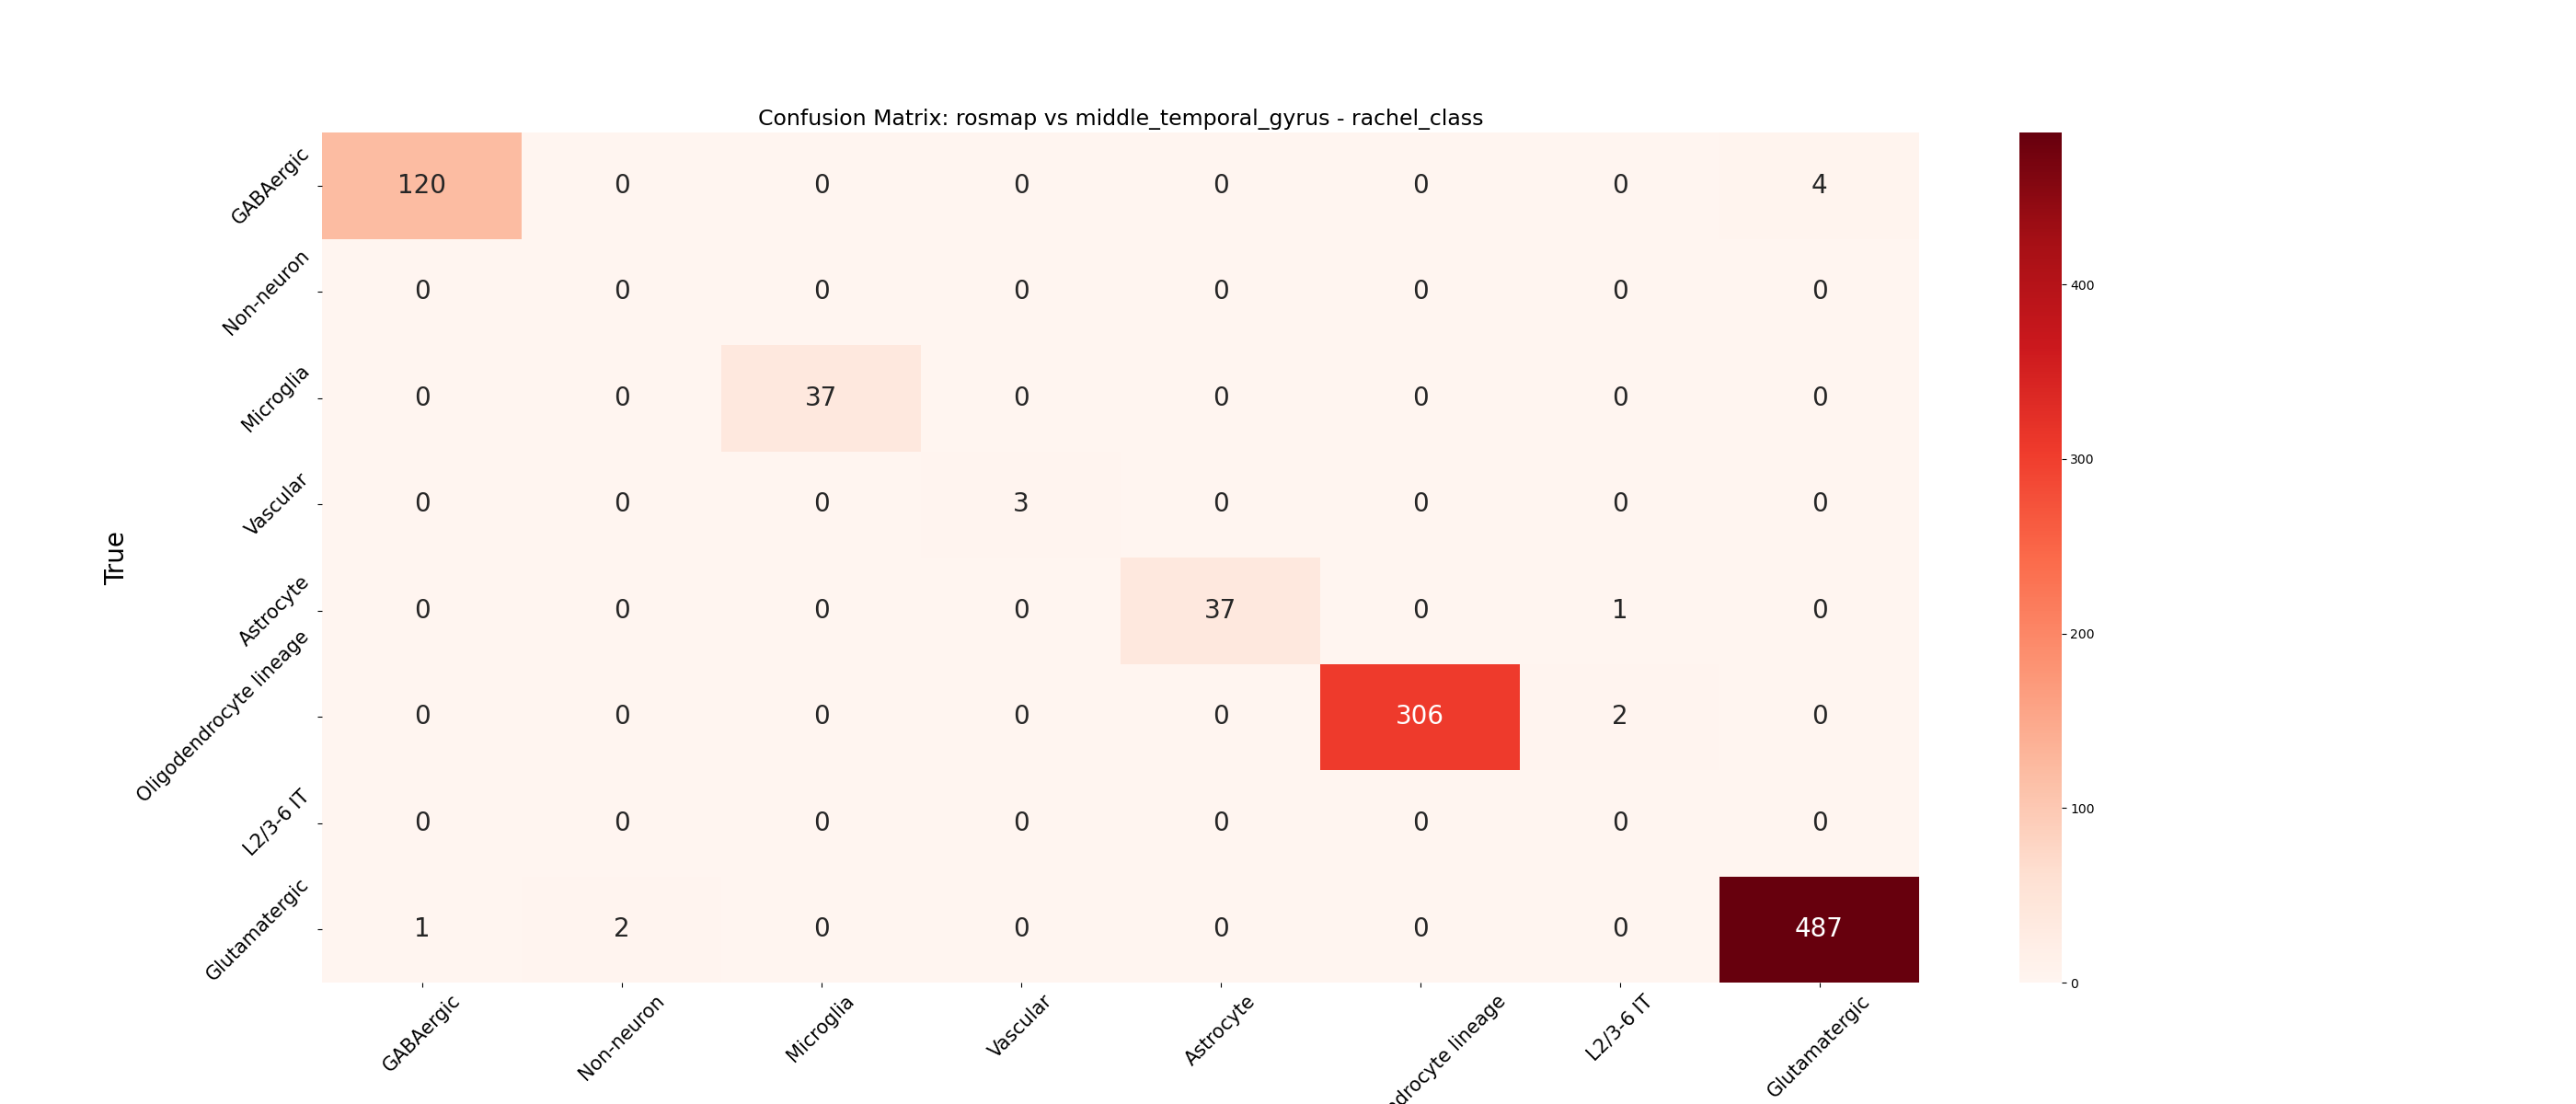 Confusion Matrix: rosmap vs middle_temporal_gyrus - rachel_class
True
GABAergic 120 0 0 0 0 0 0 4
Non-neuron 0 0 0 0 0 0 0 0
Microglia 0 0 37 0 0 0 0 0
Vascular 0 0 0 3 0 0 0 0
Astrocyte 0 0 0 0 37 0 1 0
Oligodendrocyte lineage 0 0 0 0 0 306 2 0
L2/3-6 IT 0 0 0 0 0 0 0 0
Glutamatergic 1 2 0 0 0 0 0 487
GABAergic Non-neuron Microglia Vascular Astrocyte ndrocyte lineage L2/3-6 IT Glutamatergic
400
300
200
100
0